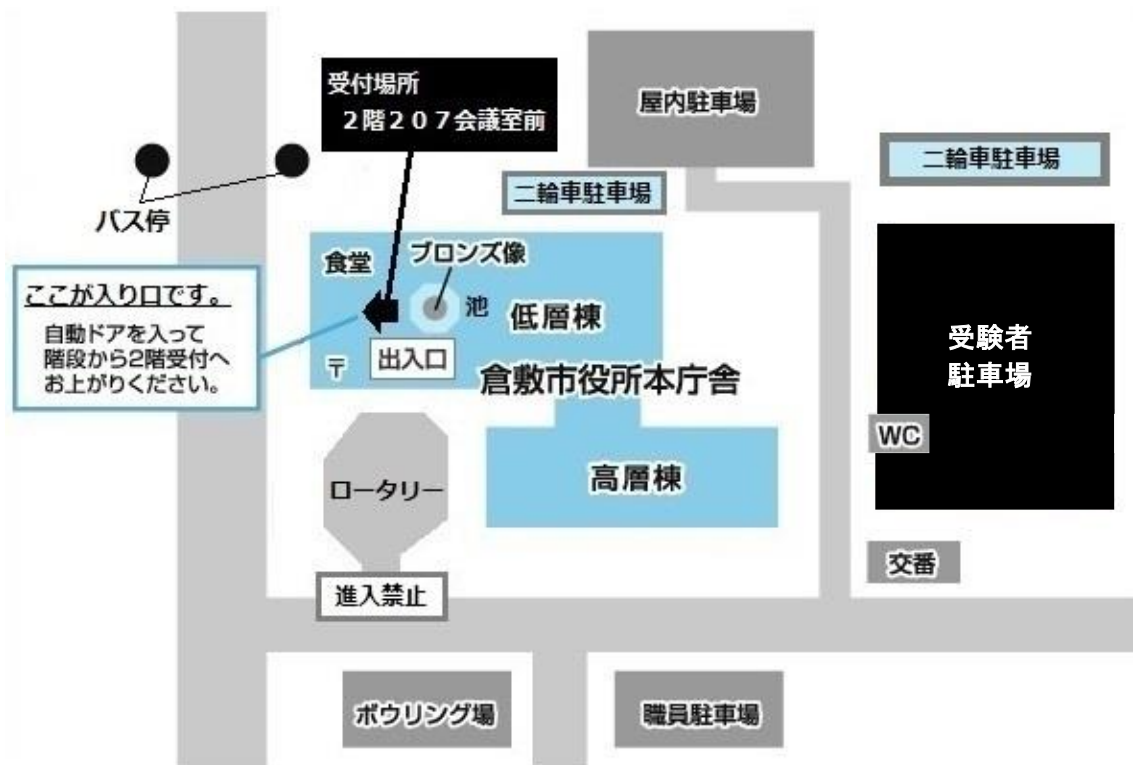 受付場所
２階２０７会議室前
屋内駐車場
二輪車駐車場
バス停
二輪車駐車場
食堂
ブロンズ像
池
低層棟
ここが入り口です。
自動ドアを入って
階段から2階受付へ
お上がりください。
〒
出入口
倉敷市役所本庁舎
受験者
駐車場
WC
高層棟
ロータリー
交番
進入禁止
ボウリング場
職員駐車場